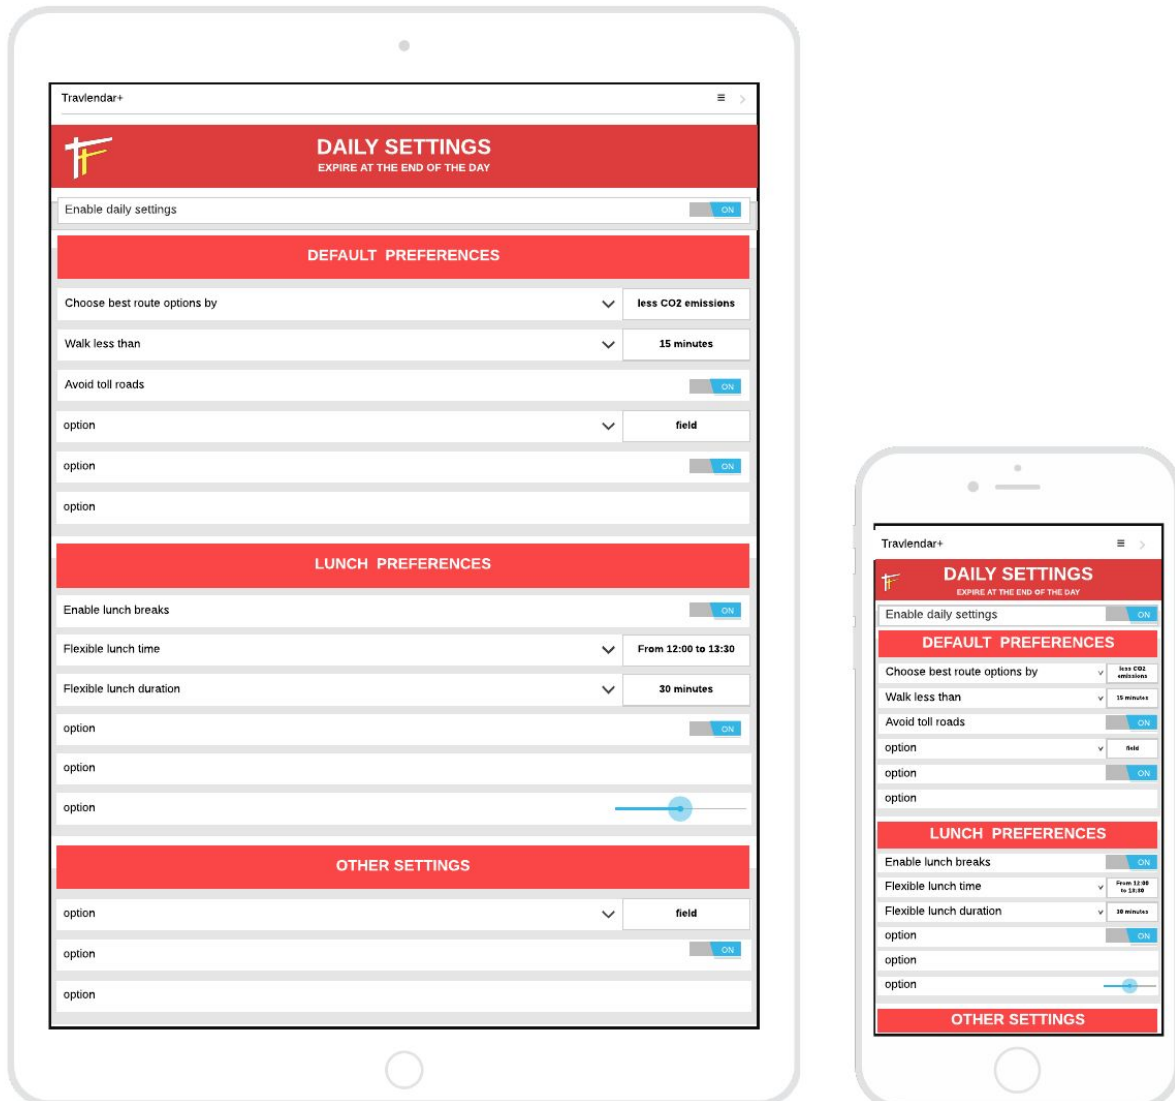 Travlendar+
DAILY SETTINGS
EXPIRE AT THE END OF THE DAY
Enable daily settings ON
DEFAULT PREFERENCES
Choose best route options by less CO2 emissions
Walk less than 15 minutes
Avoid toll roads ON
option field
option ON
option
LUNCH PREFERENCES
Enable lunch breaks ON
Flexible lunch time From 12:00 to 13:30
Flexible lunch duration 30 minutes
option ON
option
option
OTHER SETTINGS
option field
option ON
option
Travlendar+
DAILY SETTINGS
EXPIRE AT THE END OF THE DAY
Enable daily settings ON
DEFAULT PREFERENCES
Choose best route options by less CO2
emissions
Walk less than 15 minutes
Avoid toll roads ON
option field
option ON
option
LUNCH PREFERENCES
Enable lunch breaks ON
Flexible lunch time From 12:00
to 13:30
Flexible lunch duration 30 minutes
option ON
option
option
OTHER SETTINGS